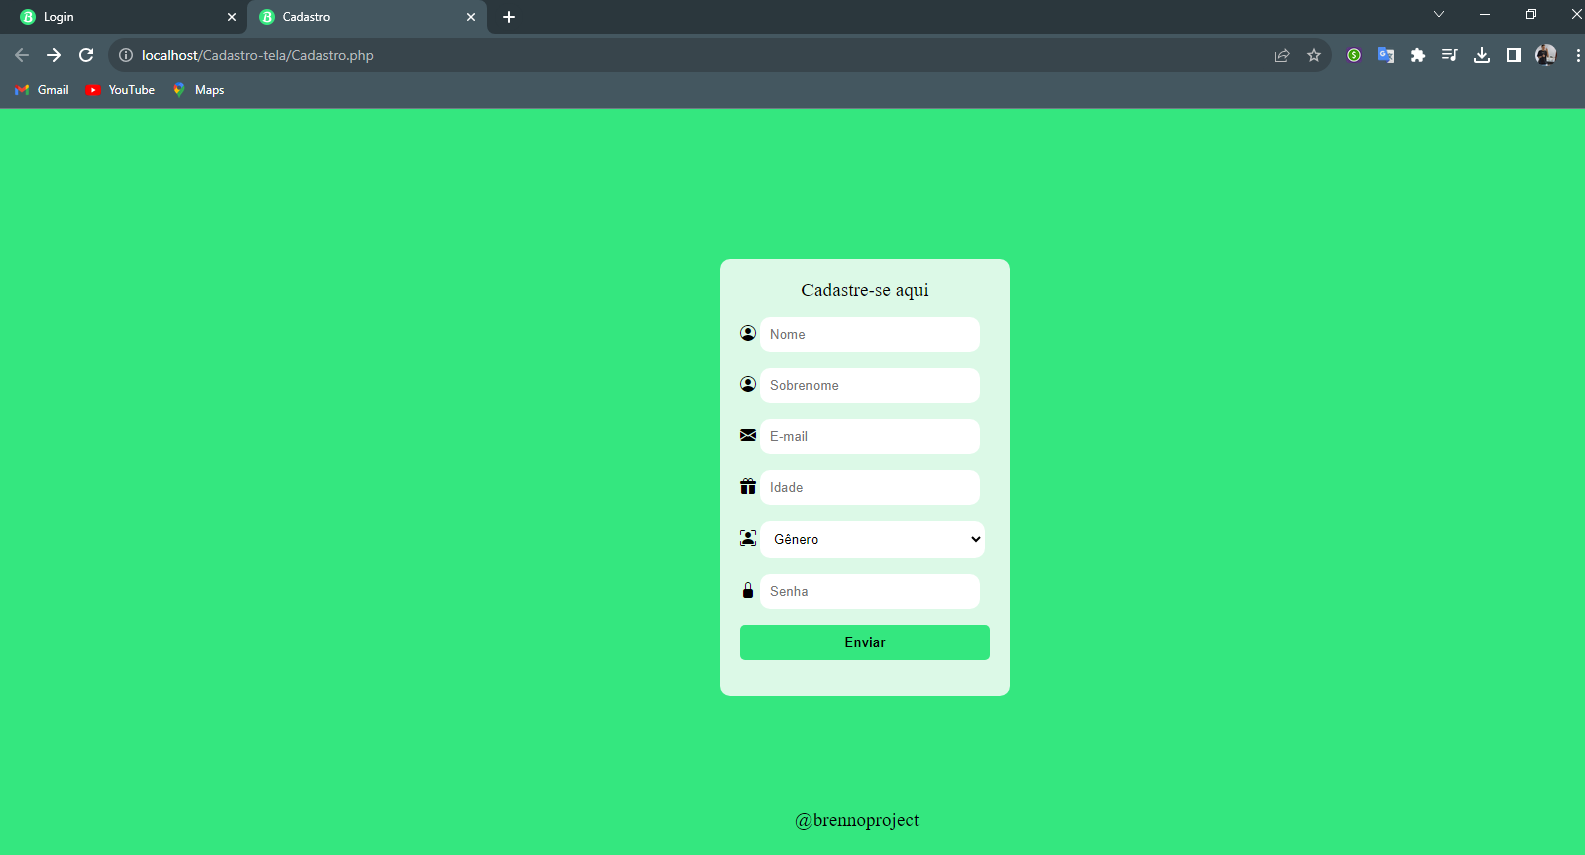 Login
Cadastro
localhost/Cadastro-tela/Cadastro.php
Gmail
YouTube
Maps
Cadastre-se aqui
Nome
Sobrenome
E-mail
Idade
Gênero
Senha
Enviar
@brennoproject